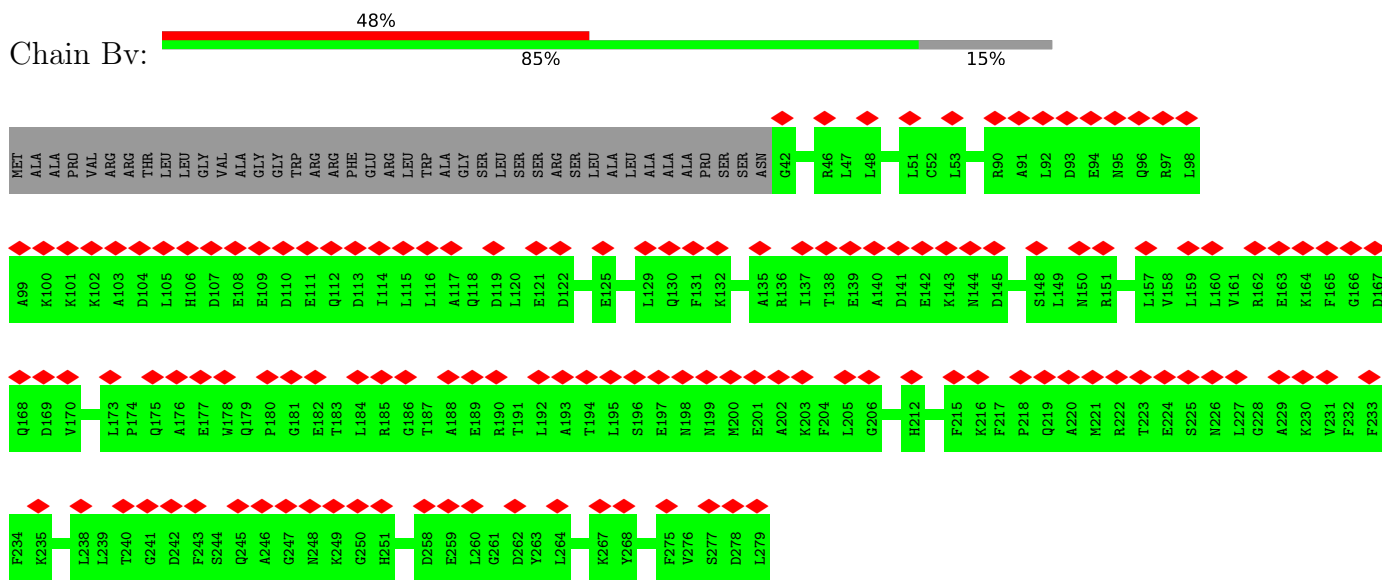 48%
Chain Bv:
85%
15%
MET ALA ALA PRO VAL ARG ARG THR LEU LEU GLY VAL ALA GLY GLY TRP ARG ARG PHE GLU ARG LEU TRP ALA GLY SER LEU SER SER ARG SER LEU ALA LEU ALA ALA ALA PRO SER SER ASN G42 R46 L47 L48 L51 C52 L53 R90 A91 L92 D93 E94 N95 Q96 R97 L98
A99 K100 K101 K102 A103 D104 L105 H106 D107 E108 E109 D110 E111 Q112 D113 I114 L115 L116 A117 Q118 D119 L120 E121 D122 E125 L129 Q130 F131 K132 A135 R136 I137 T138 E139 A140 D141 E142 K143 N144 D145 S148 L149 N150 R151 L157 V158 L159 L160 V161 R162 E163 K164 F165 G166 D167
Q168 D169 V170 L173 P174 Q175 A176 E177 W178 Q179 P180 G181 E182 T183 L184 R185 G186 T187 A188 E189 R190 T191 L192 A193 T194 L195 S196 E197 N198 N199 M200 E201 A202 K203 F204 L205 G206 H212 F215 K216 F217 P218 Q219 A220 M221 R222 T223 E224 S225 N226 L227 G228 A229 K230 V231 F232 F233
F234 K235 L238 L239 T240 G241 D242 F243 S244 Q245 A246 G247 N248 K249 G250 H251 D258 E259 L260 G261 D262 Y263 L264 K267 Y268 F275 V276 S277 D278 L279